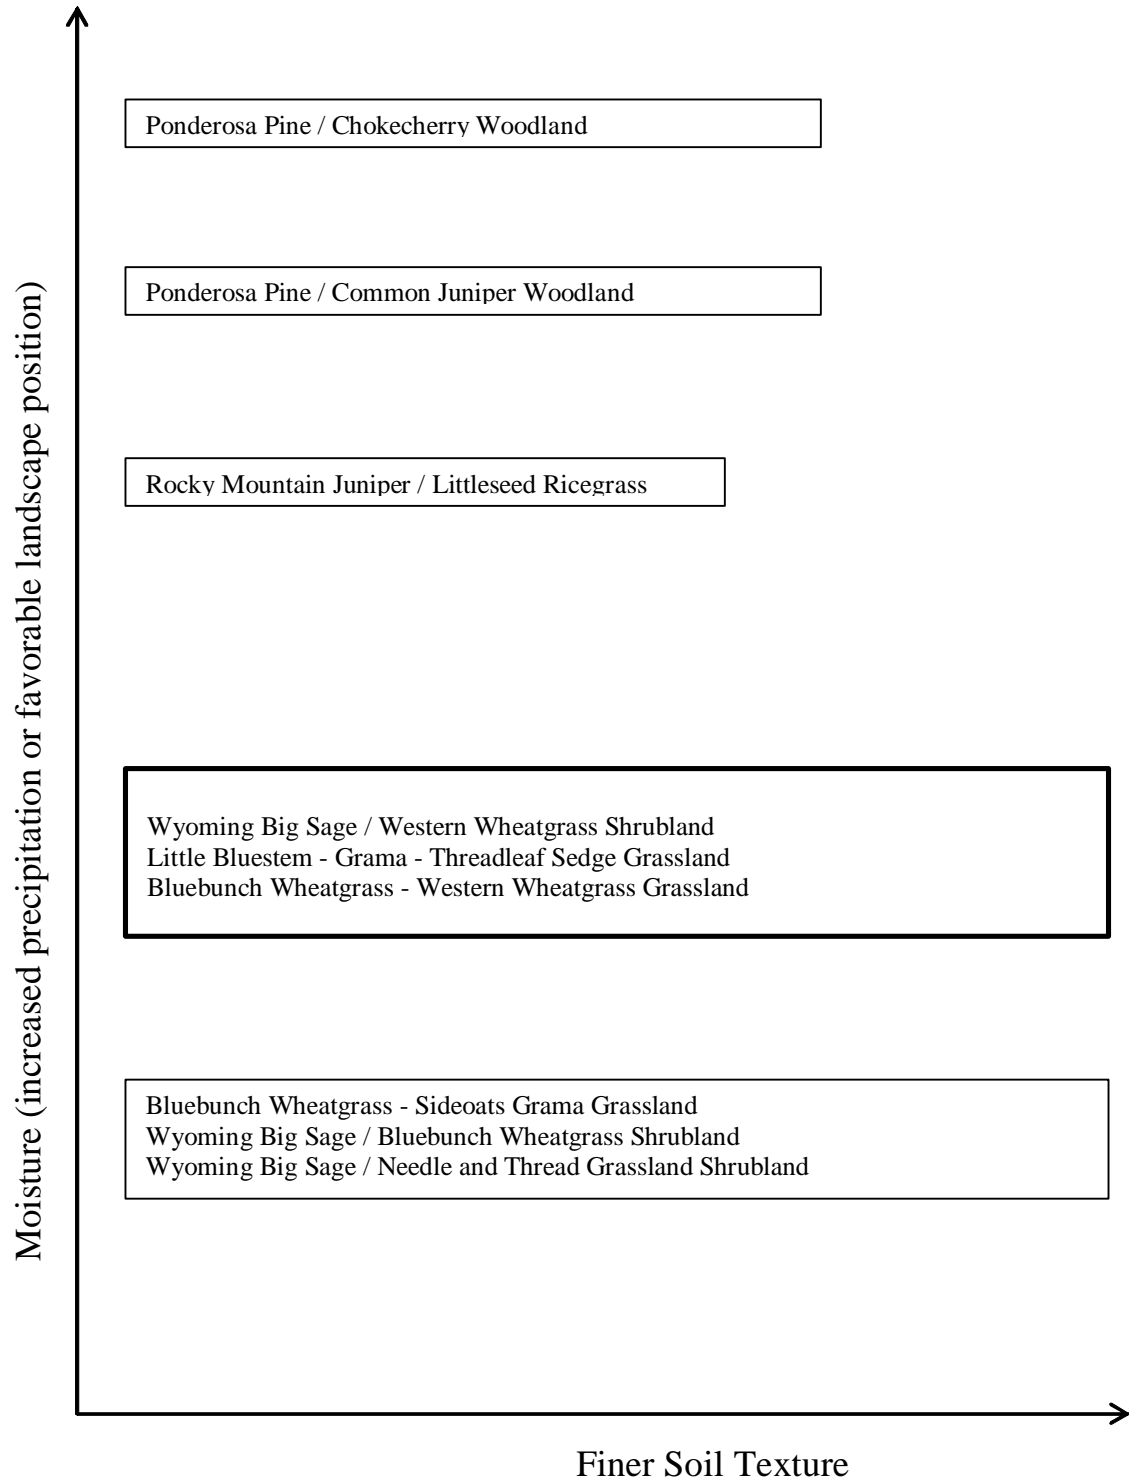 Ponderosa Pine / Chokecherry Woodland
Ponderosa Pine / Common Juniper Woodland
Rocky Mountain Juniper / Littleseed Ricegrass
Wyoming Big Sage / Western Wheatgrass Shrubland
Little Bluestem - Grama - Threadleaf Sedge Grassland
Bluebunch Wheatgrass - Western Wheatgrass Grassland
Bluebunch Wheatgrass - Sideoats Grama Grassland
Wyoming Big Sage / Bluebunch Wheatgrass Shrubland
Wyoming Big Sage / Needle and Thread Grassland Shrubland
Moisture (increased precipitation or favorable landscape position)
Finer Soil Texture